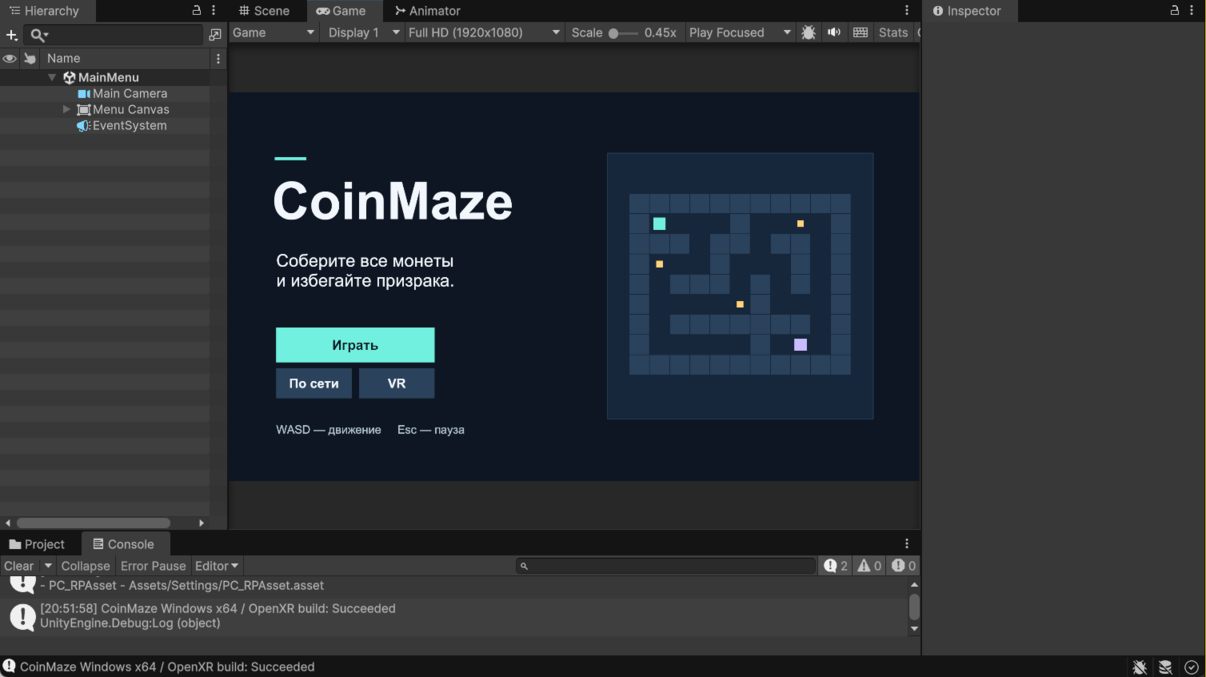 Hierarchy
Scene
Game
Animator
Inspector
Game
Display 1
Full HD (1920x1080)
Scale
0.45x
Play Focused
Stats
Name
MainMenu
Main Camera
Menu Canvas
EventSystem
CoinMaze
Соберите все монеты
и избегайте призрака.
Играть
По сети
VR
WASD — движение
Esc — пауза
Project
Console
Clear
Collapse
Error Pause
Editor
2
0
0
- PC_RPAsset - Assets/Settings/PC_RPAsset.asset
[20:51:58] CoinMaze Windows x64 / OpenXR build: Succeeded
UnityEngine.Debug:Log (object)
CoinMaze Windows x64 / OpenXR build: Succeeded